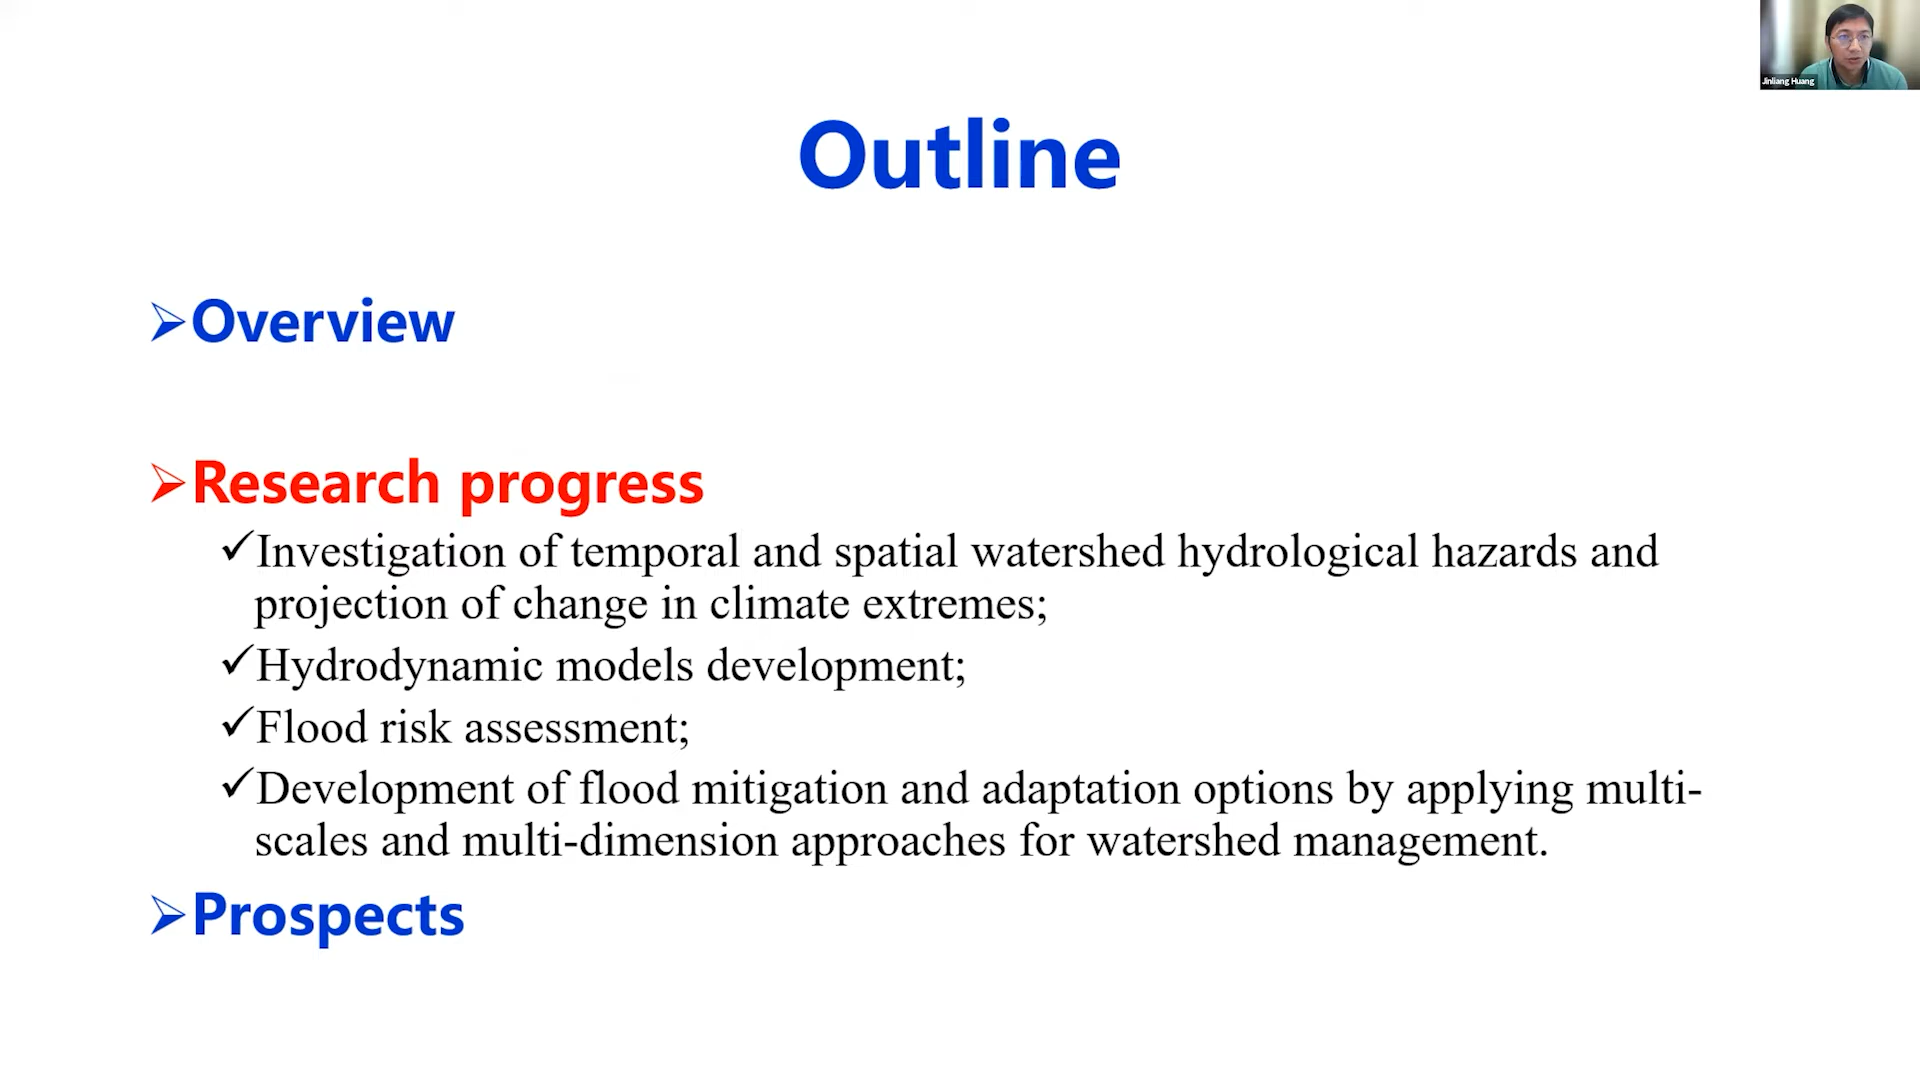 Jinliang Huang
Outline
➢Overview
➢Research progress
✓Investigation of temporal and spatial watershed hydrological hazards and
projection of change in climate extremes;
✓Hydrodynamic models development;
✓Flood risk assessment;
✓Development of flood mitigation and adaptation options by applying multi-
scales and multi-dimension approaches for watershed management.
➢Prospects